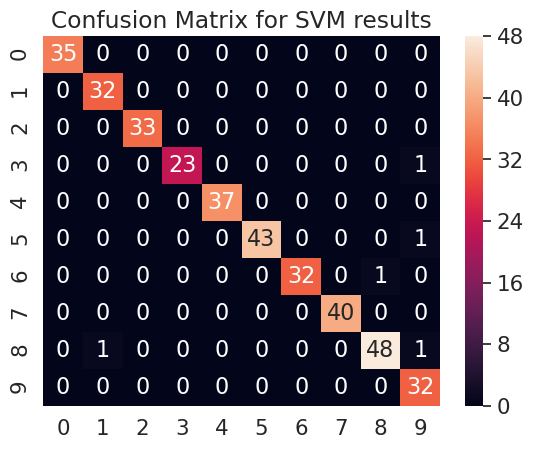 Confusion Matrix for SVM results
0 35 0 0 0 0 0 0 0 0 0
1 0 32 0 0 0 0 0 0 0 0
2 0 0 33 0 0 0 0 0 0 0
3 0 0 0 23 0 0 0 0 0 1
4 0 0 0 0 37 0 0 0 0 0
5 0 0 0 0 0 43 0 0 0 1
6 0 0 0 0 0 0 32 0 1 0
7 0 0 0 0 0 0 0 40 0 0
8 0 1 0 0 0 0 0 0 48 1
9 0 0 0 0 0 0 0 0 0 32
0 1 2 3 4 5 6 7 8 9
48
40
32
24
16
8
0